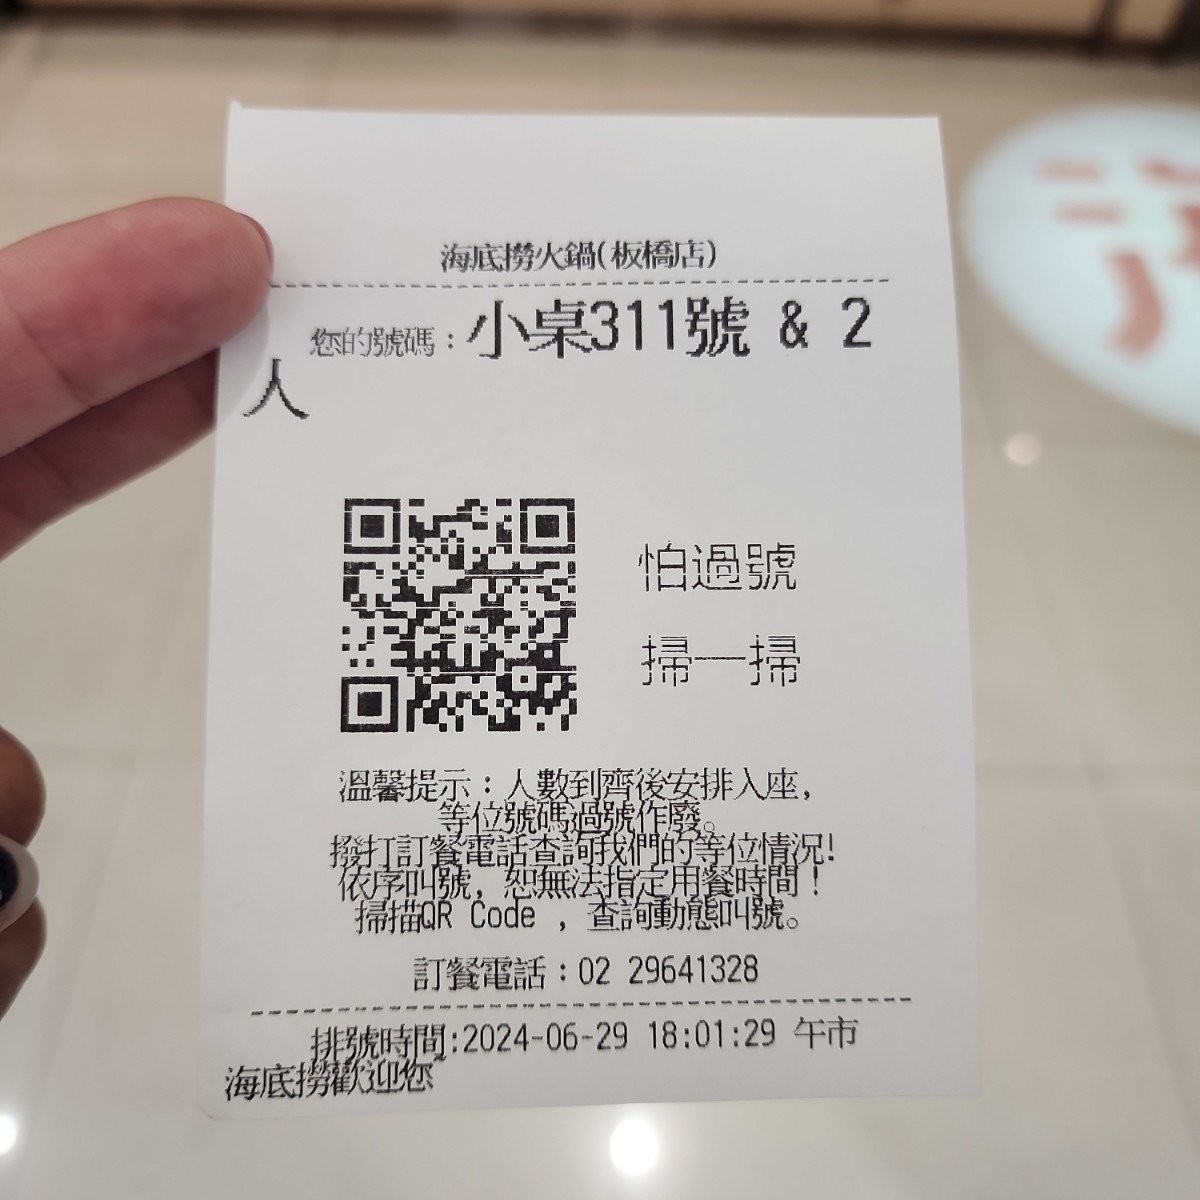 海底撈火鍋(板橋店)
您的號碼：小桌311號 & 2
人
怕過號
掃一掃
溫馨提示：人數到齊後安排入座,
等位號碼過號作廢。
撥打訂餐電話查詢我們的等位情況!
依序叫號, 恕無法指定用餐時間！
掃描QR Code , 查詢動態叫號。
訂餐電話：02 29641328
排號時間:2024-06-29 18:01:29 午市
海底撈歡迎您~